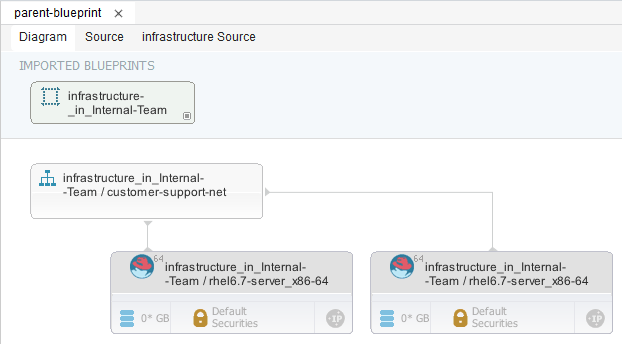 parent-blueprint ×
Diagram Source infrastructure Source
IMPORTED BLUEPRINTS
infrastructure-
_in_Internal-Team
infrastructure_in_Internal-
-Team / customer-support-net
64
infrastructure_in_Internal-
-Team / rhel6.7-server_x86-64
0* GB
Default
Securities
IP
64
infrastructure_in_Internal-
-Team / rhel6.7-server_x86-64
0* GB
Default
Securities
IP